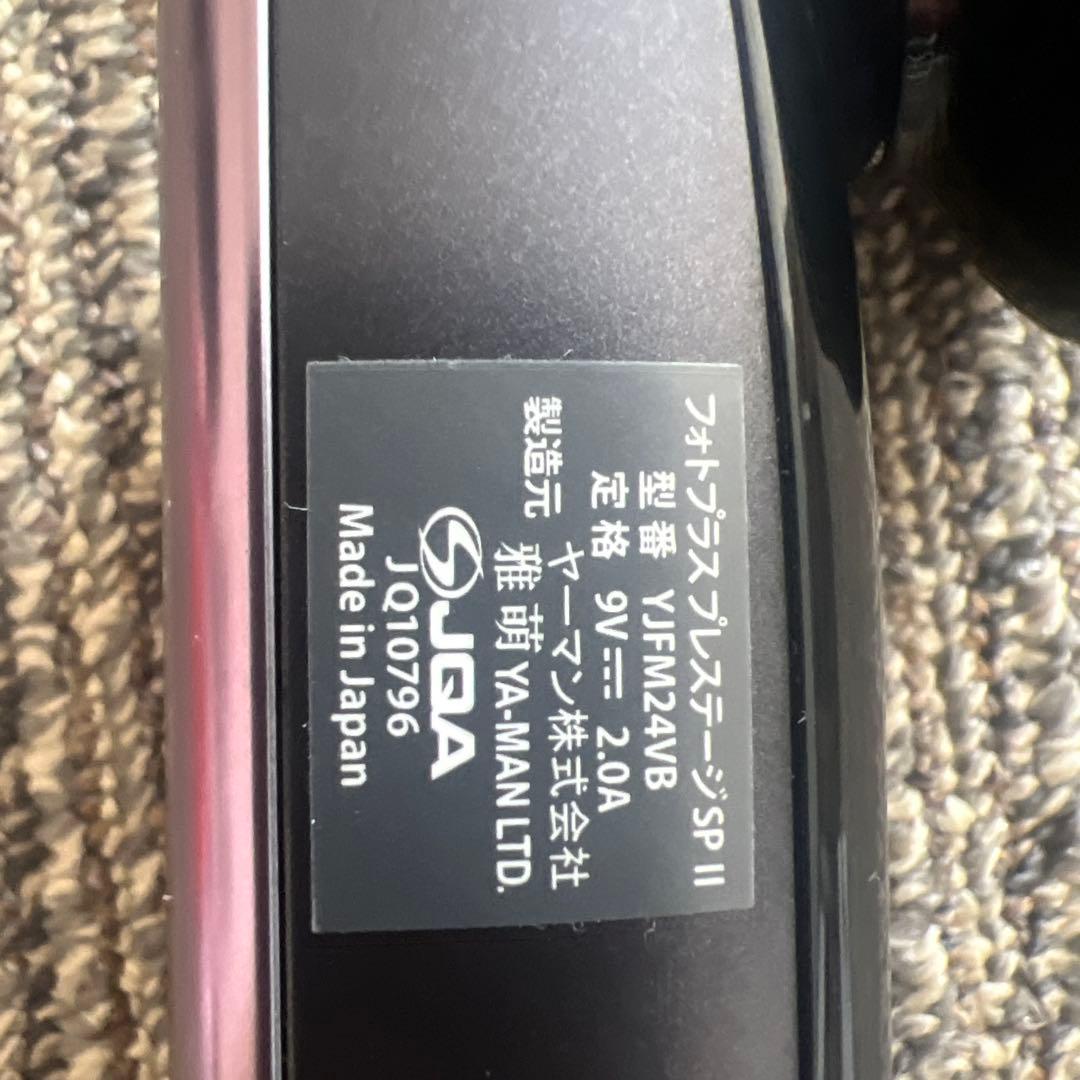 フォトプラスプレステージSP II
型番 YJFM24VB
定格 9V⎓ 2.0A
製造元 ヤーマン株式会社
雅萌 YA-MAN LTD.
JQA
JQ10796
Made in Japan